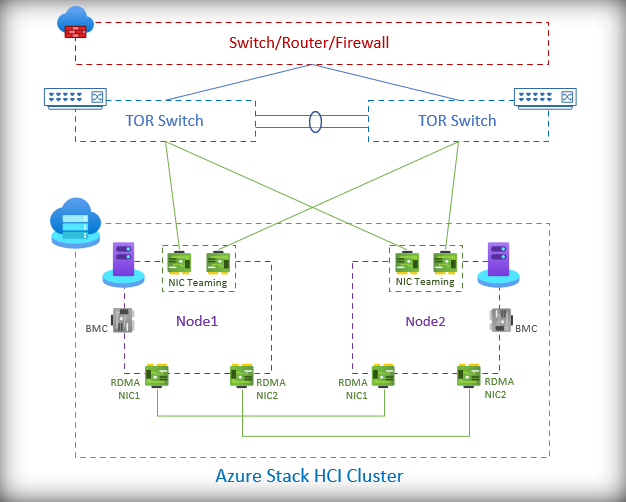 Switch/Router/Firewall
TOR Switch
TOR Switch
NIC Teaming
NIC Teaming
BMC
Node1
Node2
BMC
RDMA
NIC1
RDMA
NIC2
RDMA
NIC1
RDMA
NIC2
Azure Stack HCI Cluster